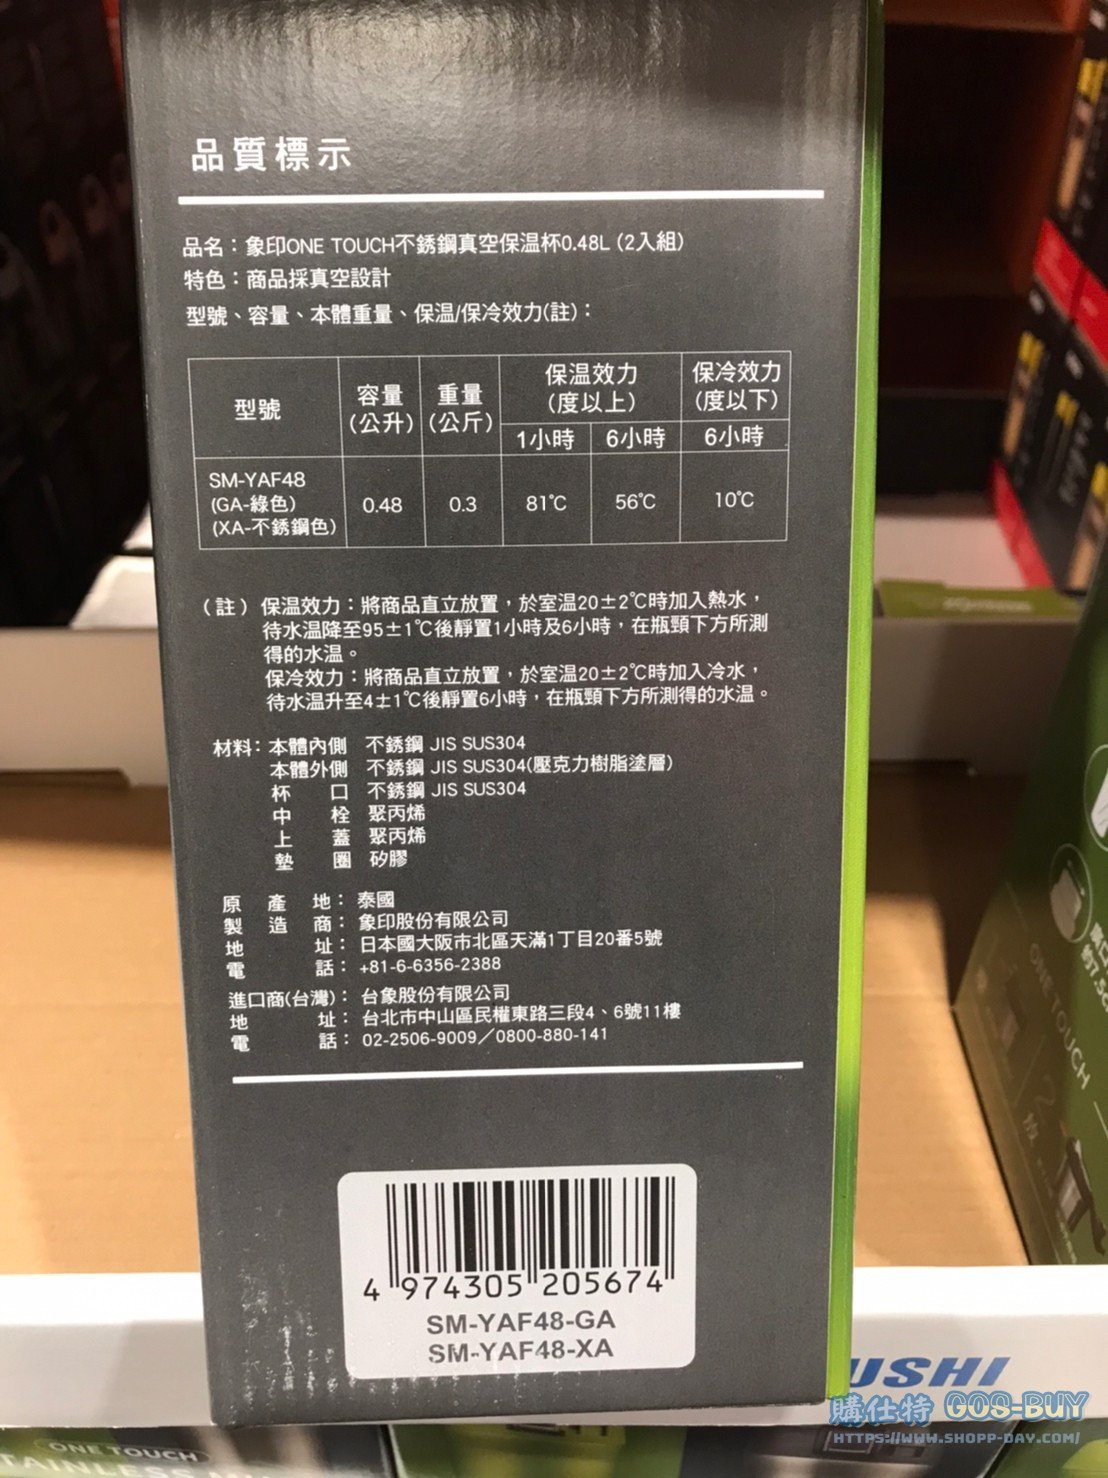 品質標示
品名：象印ONE TOUCH不銹鋼真空保溫杯0.48L (2入組)
特色：商品採真空設計
型號、容量、本體重量、保溫/保冷效力(註)：
型號 容量(公升) 重量(公斤) 保溫效力(度以上) 保冷效力(度以下)
1小時 6小時 6小時
SM-YAF48
(GA-綠色) 0.48 0.3 81℃ 56℃ 10℃
(XA-不銹鋼色)
(註) 保溫效力：將商品直立放置，於室溫20±2℃時加入熱水，
待水溫降至95±1℃後靜置1小時及6小時，在瓶頸下方所測
得的水溫。
保冷效力：將商品直立放置，於室溫20±2℃時加入冷水，
待水溫升至4±1℃後靜置6小時，在瓶頸下方所測得的水溫。
材料：本體內側 不銹鋼 JIS SUS304
本體外側 不銹鋼 JIS SUS304(壓克力樹脂塗層)
杯口 不銹鋼 JIS SUS304
中栓 聚丙烯
上蓋 聚丙烯
墊圈 矽膠
原產地：泰國
製造商：象印股份有限公司
地址：日本國大阪市北區天滿1丁目20番5號
電話：+81-6-6356-2388
進口商(台灣)：台象股份有限公司
地址：台北市中山區民權東路三段4、6號11樓
電話：02-2506-9009／0800-880-141
4 974305 205674
SM-YAF48-GA
SM-YAF48-XA
USHI
ONE TOUCH
ONE TOUCH
購仕特 GOS-BUY
HTTPS://WWW.SHOPP-DAY.COM/